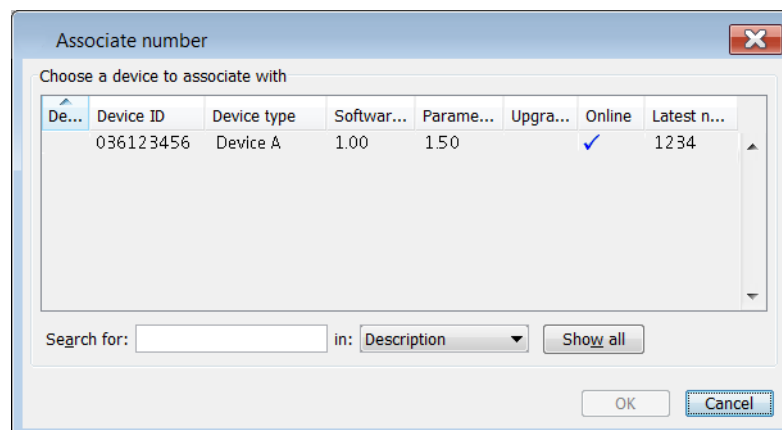 Associate number
Choose a device to associate with
De... Device ID Device type Softwar... Parame... Upgra... Online Latest n...
036123456 Device A 1.00 1.50 1234
Search for: in: Description Show all
OK Cancel